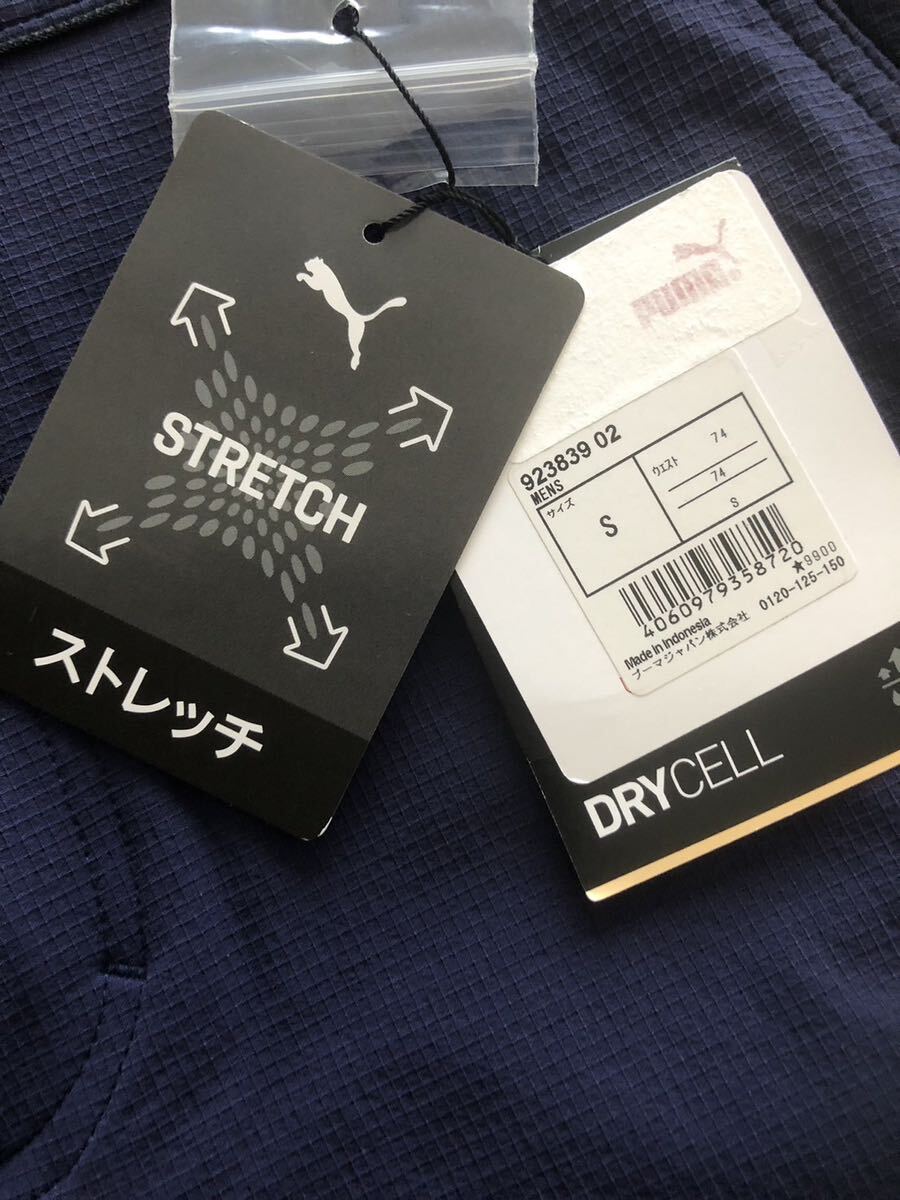 STRETCH
ストレッチ
PUMA
923839 02
MENS
サイズ
S
ウエスト
74
74
S
4060979358720
★9900
Made in Indonesia
プーマジャパン株式会社 0120-125-150
DRYCELL